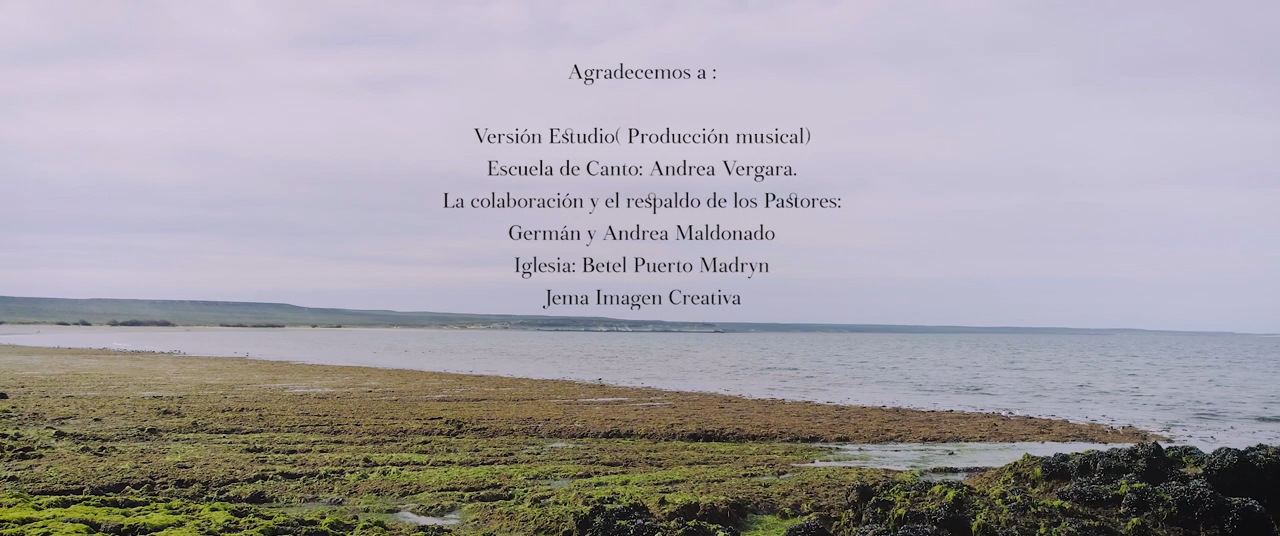 Agradecemos a :
Versión Estudio( Producción musical)
Escuela de Canto: Andrea Vergara.
La colaboración y el respaldo de los Pastores:
Germán y Andrea Maldonado
Iglesia: Betel Puerto Madryn
Jema Imagen Creativa